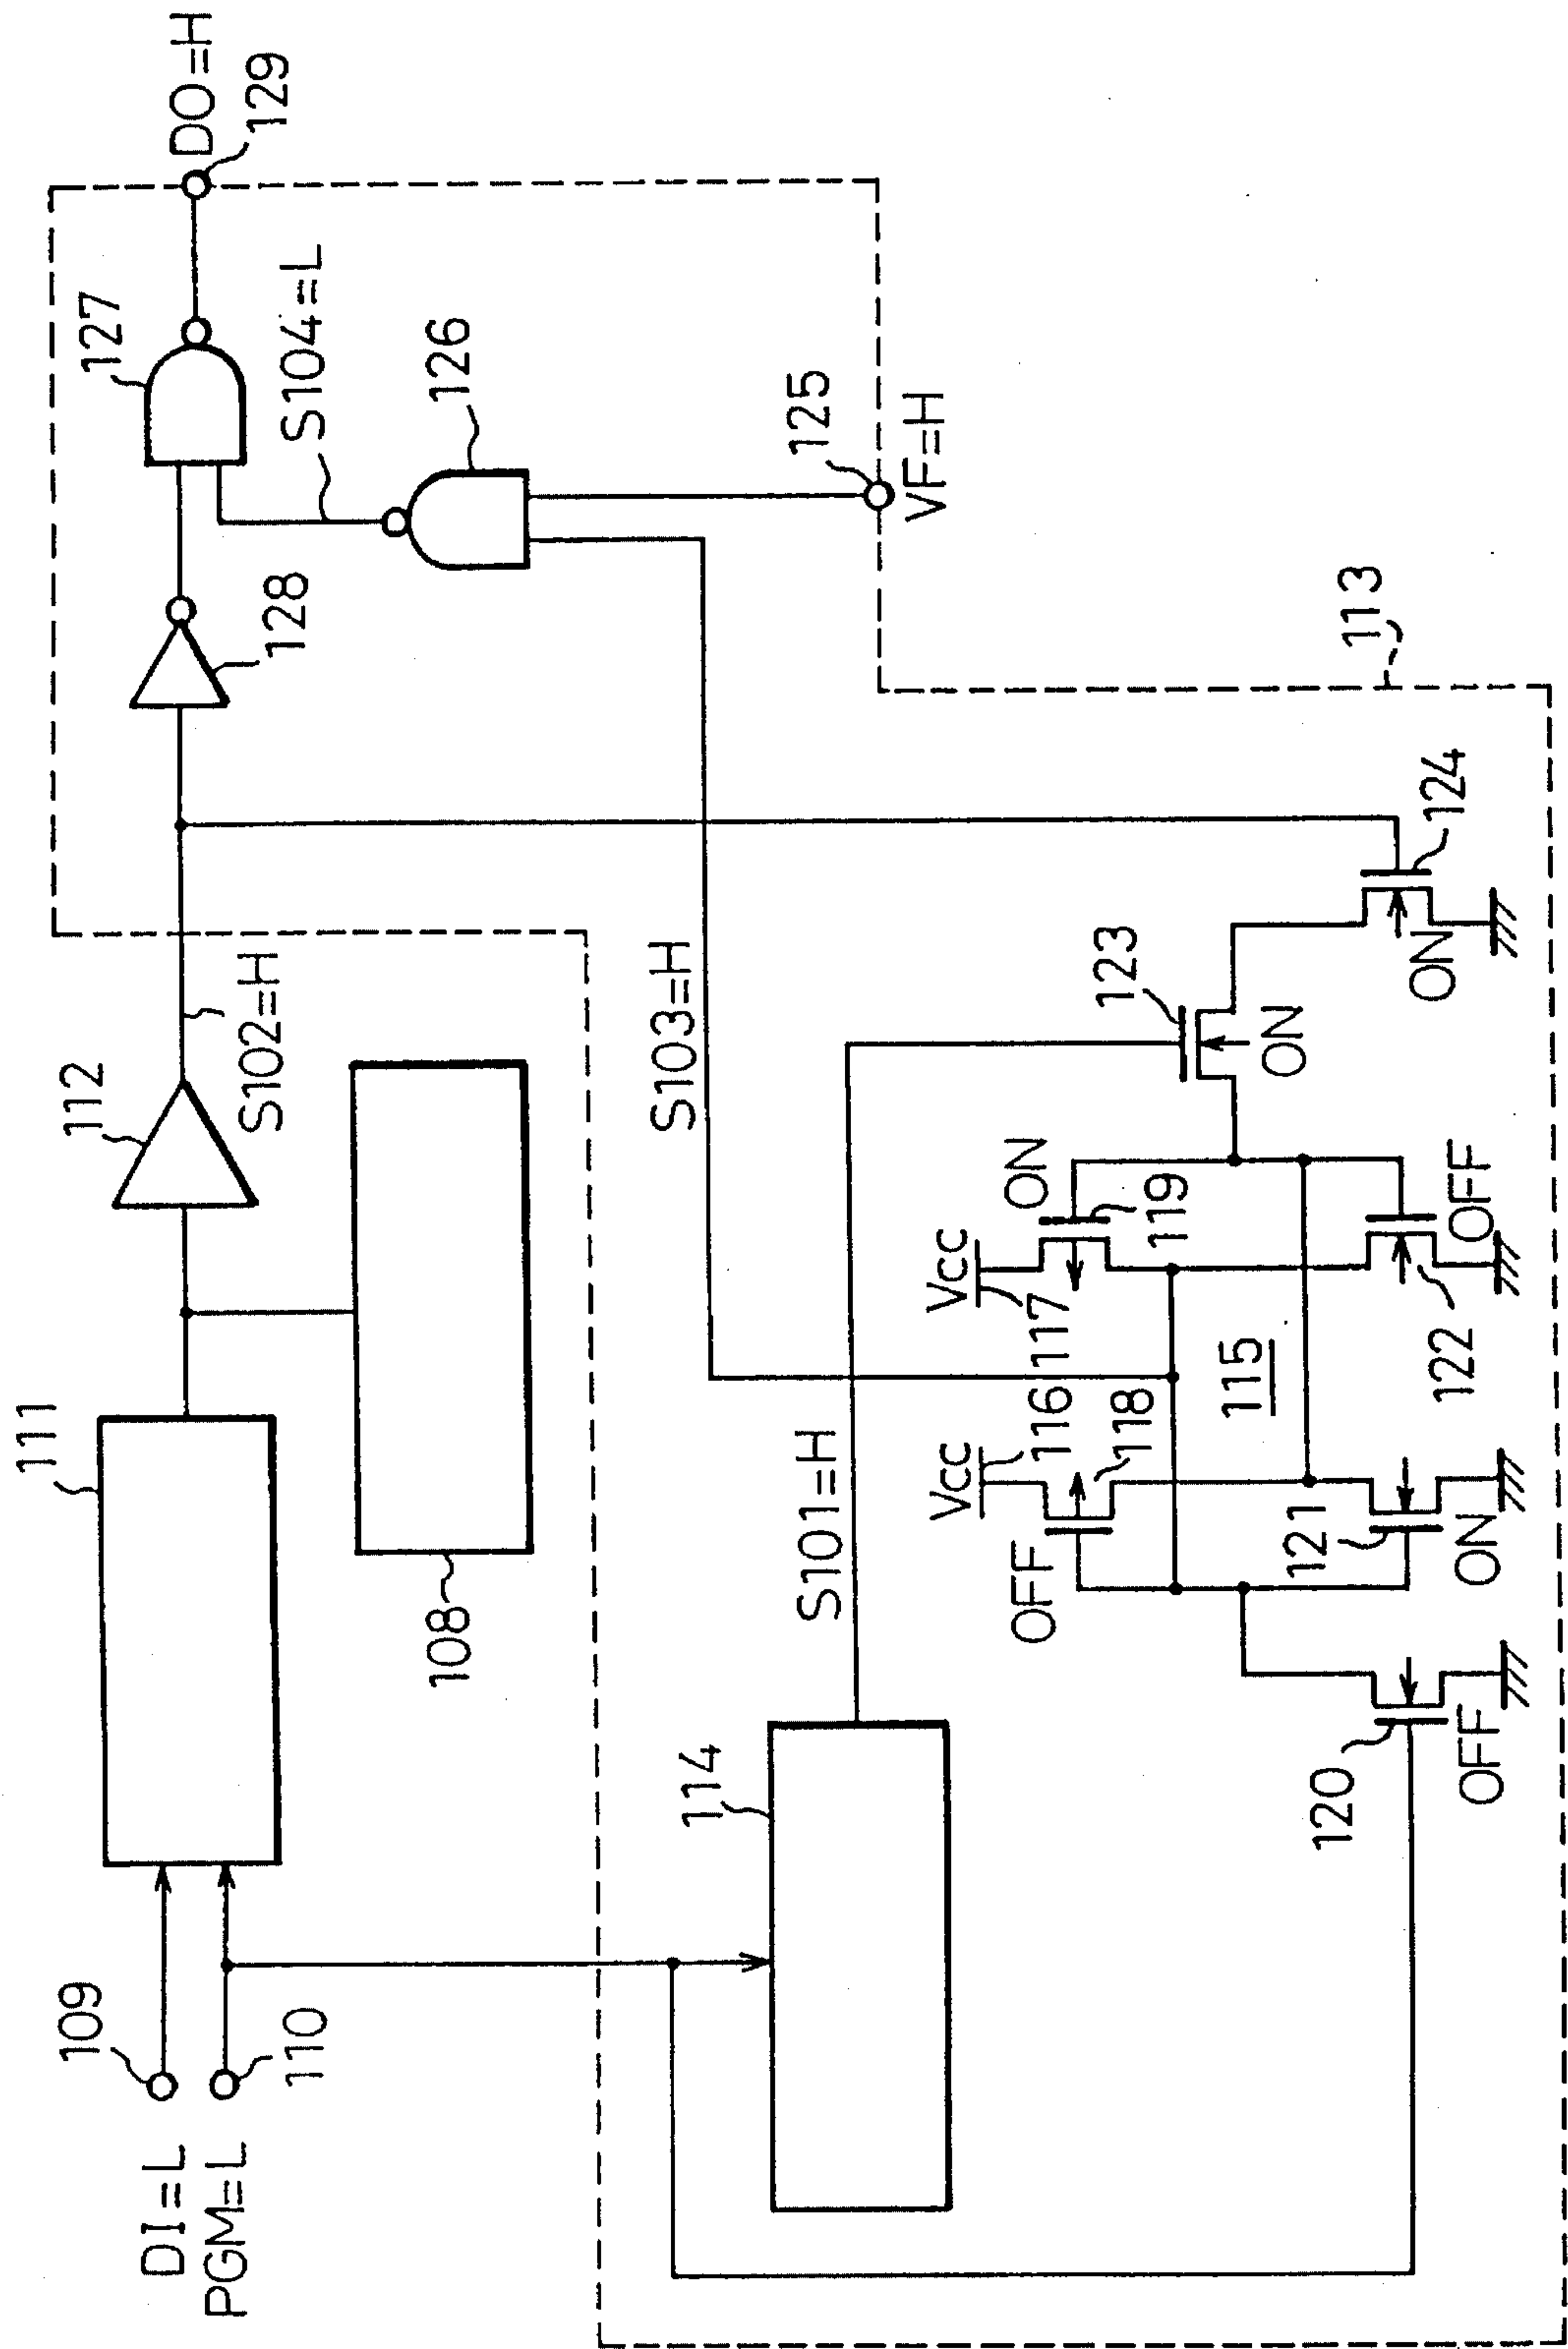 DI=L
109
PGM=L
110
111
108
112
S102=H
128
127
DO=H
129
S104=L
126
125
VF=H
113
S103=H
114
S101=H
120
OFF
VCC
116
118
OFF
121
ON
115
VCC
117
119
ON
122
OFF
123
ON
124
ON